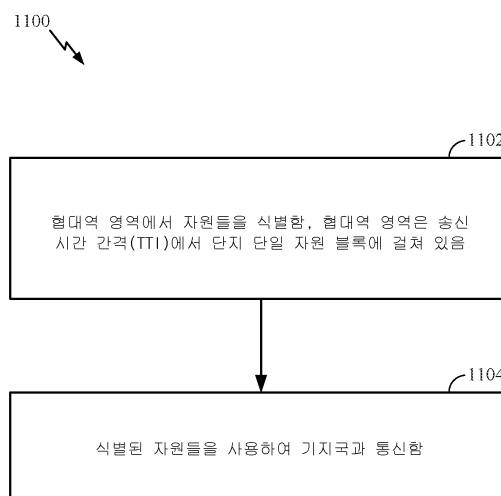 1100
1102
협대역 영역에서 자원들을 식별함, 협대역 영역은 송신
시간 간격(TTI)에서 단지 단일 자원 블록에 걸쳐 있음
1104
식별된 자원들을 사용하여 기지국과 통신함